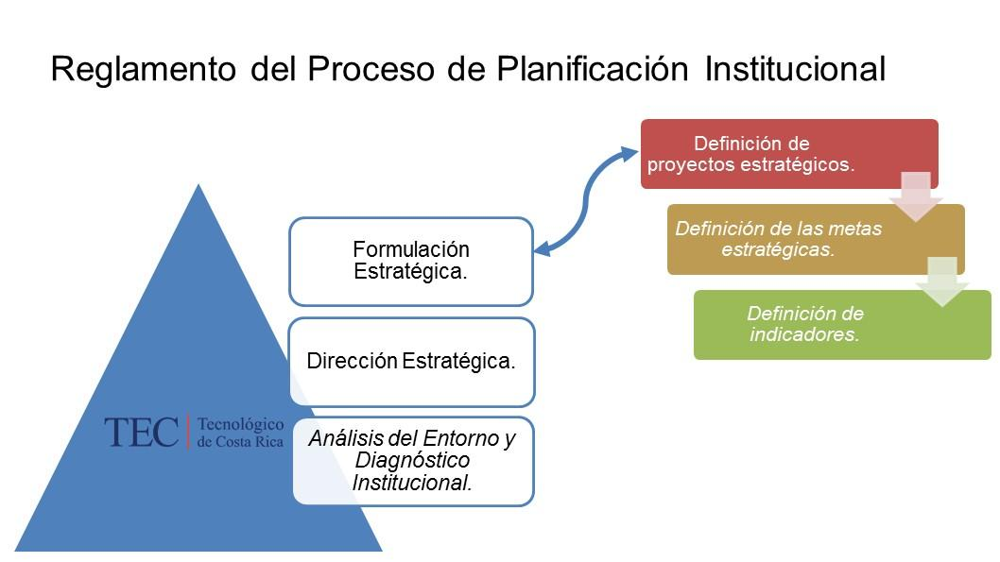 Reglamento del Proceso de Planificación Institucional
Definición de
proyectos estratégicos.
Definición de las metas
estratégicas.
Definición de
indicadores.
Formulación
Estratégica.
Dirección Estratégica.
Análisis del Entorno y
Diagnóstico
Institucional.
TEC
Tecnológico
de Costa Rica